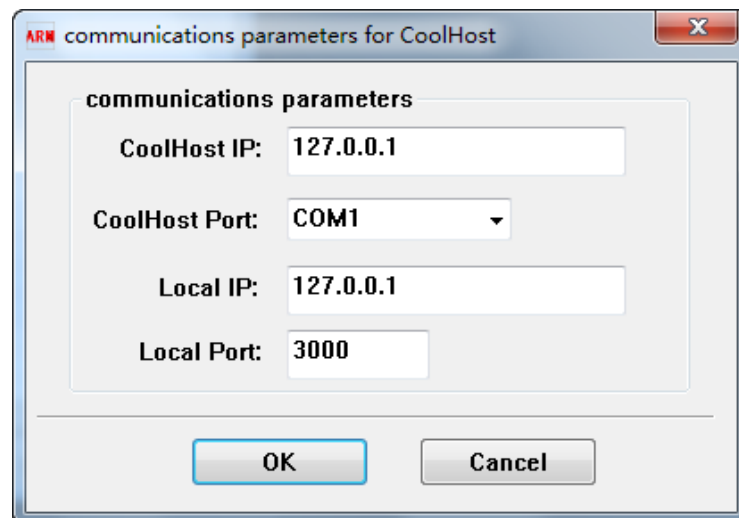 ARM communications parameters for CoolHost
communications parameters
CoolHost IP: 127.0.0.1
CoolHost Port: COM1
Local IP: 127.0.0.1
Local Port: 3000
OK Cancel